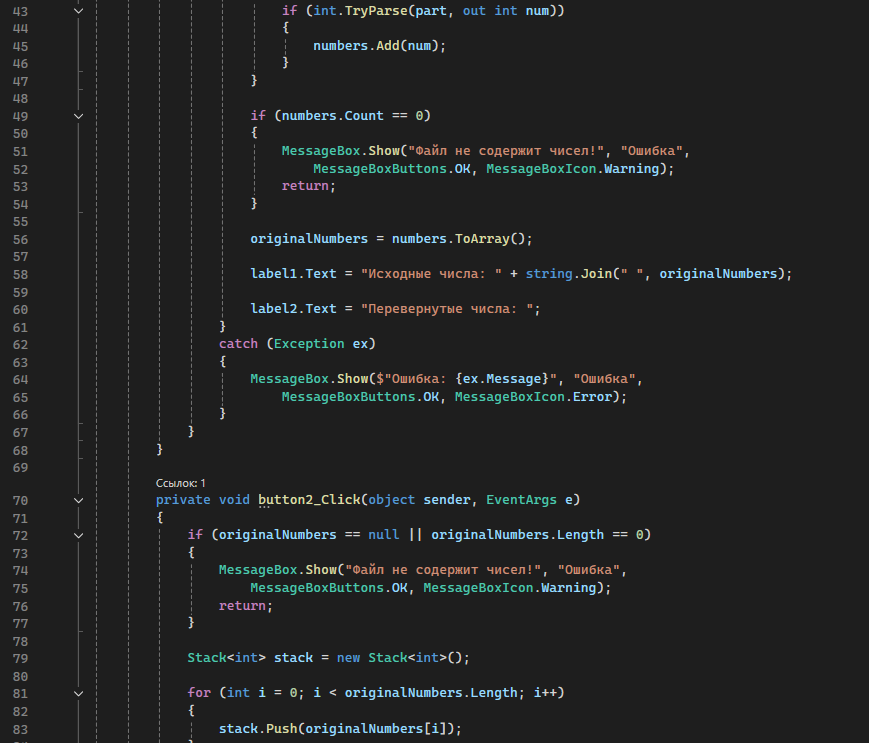 43 if (int.TryParse(part, out int num))
44 {
45 numbers.Add(num);
46 }
47 }
48
49 if (numbers.Count == 0)
50 {
51 MessageBox.Show("Файл не содержит чисел!", "Ошибка",
52 MessageBoxButtons.OK, MessageBoxIcon.Warning);
53 return;
54 }
55
56 originalNumbers = numbers.ToArray();
57
58 label1.Text = "Исходные числа: " + string.Join(" ", originalNumbers);
59
60 label2.Text = "Перевернутые числа: ";
61 }
62 catch (Exception ex)
63 {
64 MessageBox.Show($"Ошибка: {ex.Message}", "Ошибка",
65 MessageBoxButtons.OK, MessageBoxIcon.Error);
66 }
67 }
68 }
69
Ссылок: 1
70 private void button2_Click(object sender, EventArgs e)
71 {
72 if (originalNumbers == null || originalNumbers.Length == 0)
73 {
74 MessageBox.Show("Файл не содержит чисел!", "Ошибка",
75 MessageBoxButtons.OK, MessageBoxIcon.Warning);
76 return;
77 }
78
79 Stack<int> stack = new Stack<int>();
80
81 for (int i = 0; i < originalNumbers.Length; i++)
82 {
83 stack.Push(originalNumbers[i]);